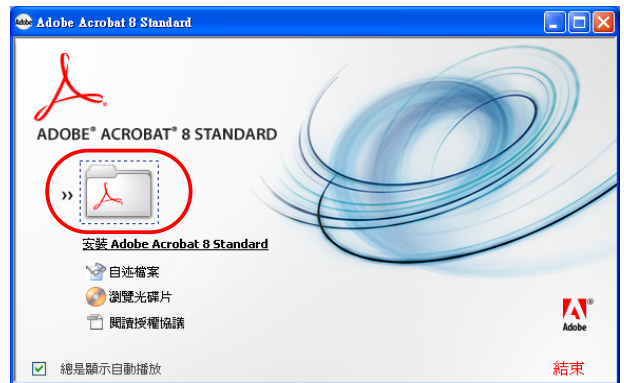 Adobe Adobe Acrobat 8 Standard
ADOBE® ACROBAT® 8 STANDARD
››
安裝 Adobe Acrobat 8 Standard
自述檔案
瀏覽光碟片
閱讀授權協議
® Adobe
總是顯示自動播放
結束